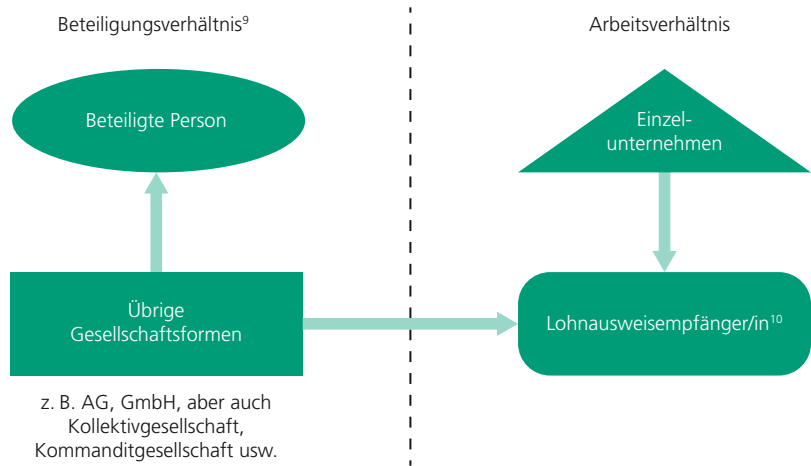 Beteiligungsverhältnis⁹
Arbeitsverhältnis
Beteiligte Person
Einzel-
unternehmen
Übrige
Gesellschaftsformen
Lohnausweisempfänger/in¹⁰
z. B. AG, GmbH, aber auch
Kollektivgesellschaft,
Kommanditgesellschaft usw.